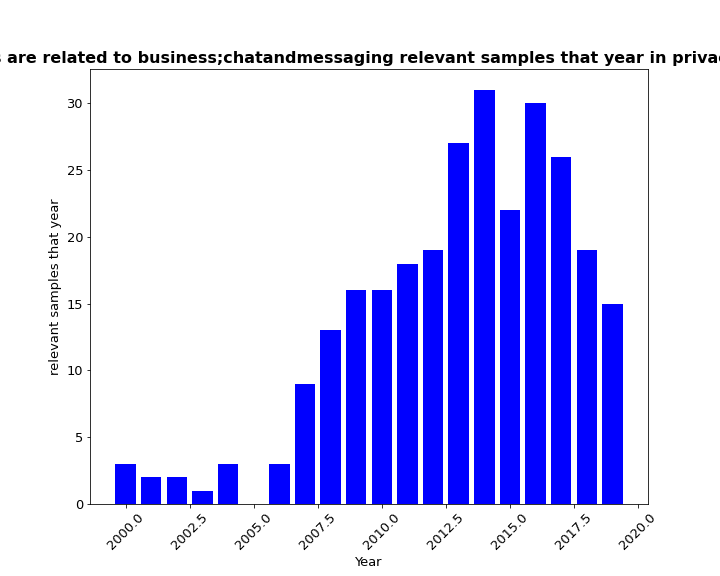 are related to business;chatandmessaging relevant samples that year in
relevant samples that year
30
25
20
15
10
5
0
2000.0 2002.5 2005.0 2007.5 2010.0 2012.5 2015.0 2017.5 2020.0
Year